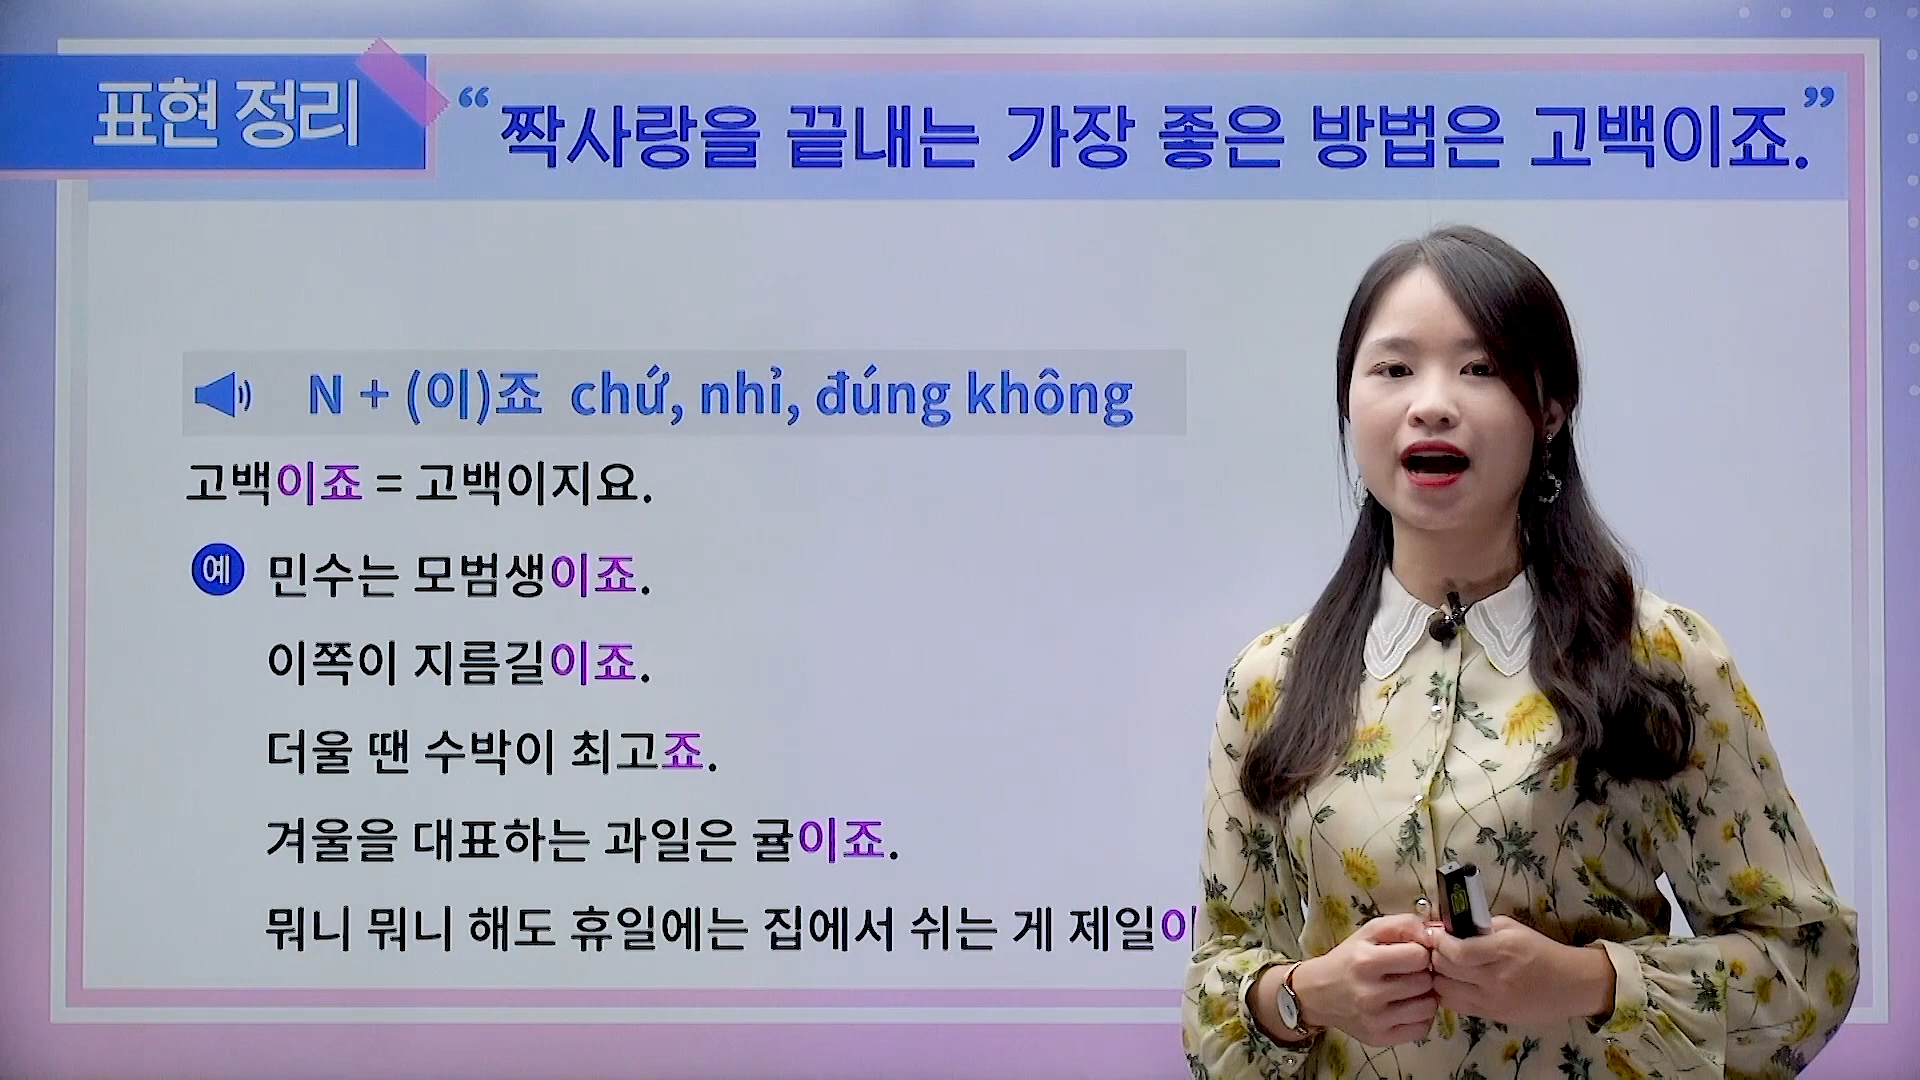 표현 정리
“짝사랑을 끝내는 가장 좋은 방법은 고백이죠.”
N + (이)죠 chứ, nhỉ, đúng không
고백이죠 = 고백이지요.
예 민수는 모범생이죠.
이쪽이 지름길이죠.
더울 땐 수박이 최고죠.
겨울을 대표하는 과일은 귤이죠.
뭐니 뭐니 해도 휴일에는 집에서 쉬는 게 제일이